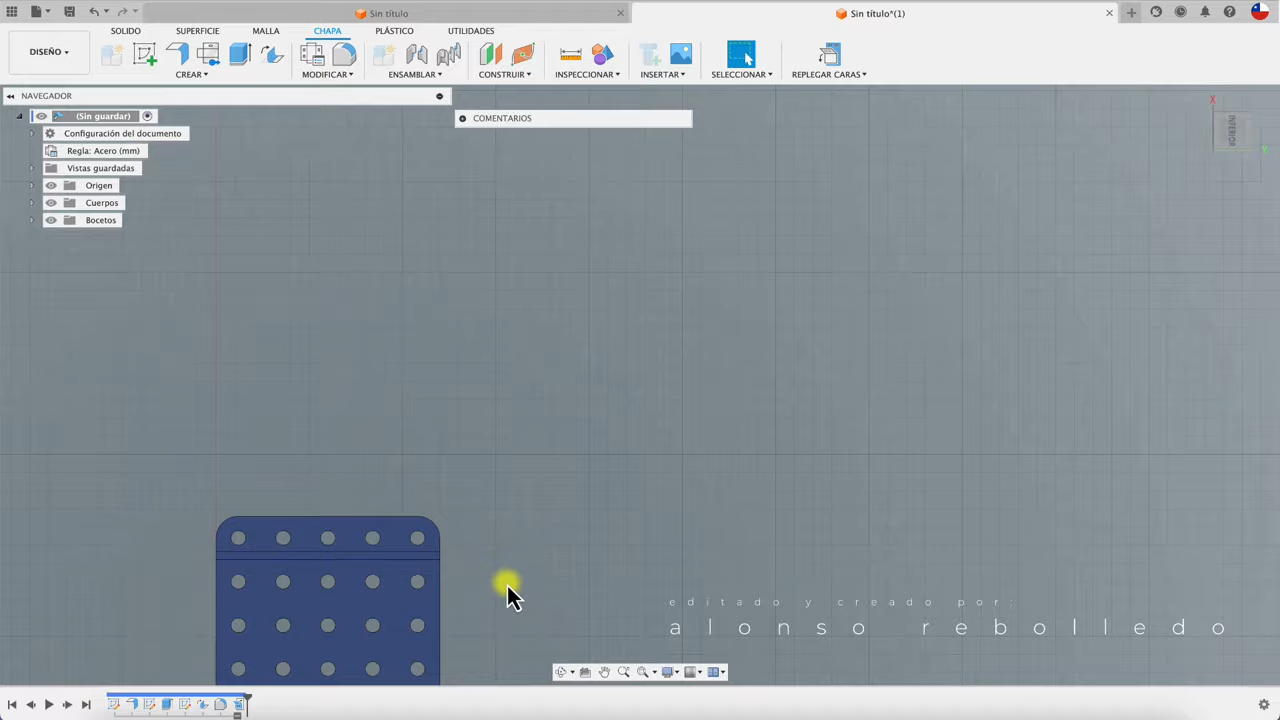 Sin título
Sin título*(1)
DISEÑO
SOLIDO
SUPERFICIE
MALLA
CHAPA
PLÁSTICO
UTILIDADES
CREAR
MODIFICAR
ENSAMBLAR
CONSTRUIR
INSPECCIONAR
INSERTAR
SELECCIONAR
REPLEGAR CARAS
NAVEGADOR
COMENTARIOS
(Sin guardar)
Configuración del documento
Regla: Acero (mm)
Vistas guardadas
Origen
Cuerpos
Bocetos
X
INFERIOR
Y
editado y creado por:
alonso rebolledo